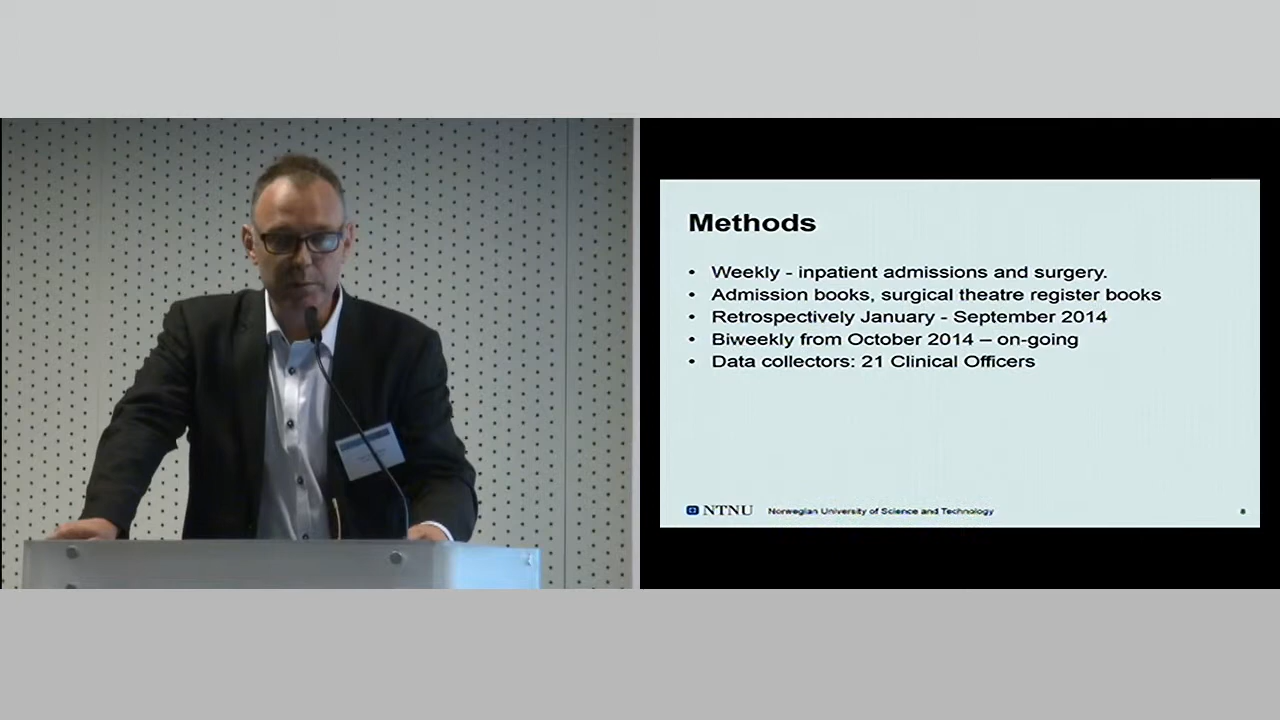 Methods
• Weekly - inpatient admissions and surgery.
• Admission books, surgical theatre register books
• Retrospectively January - September 2014
• Biweekly from October 2014 – on-going
• Data collectors: 21 Clinical Officers
NTNU Norwegian University of Science and Technology 8